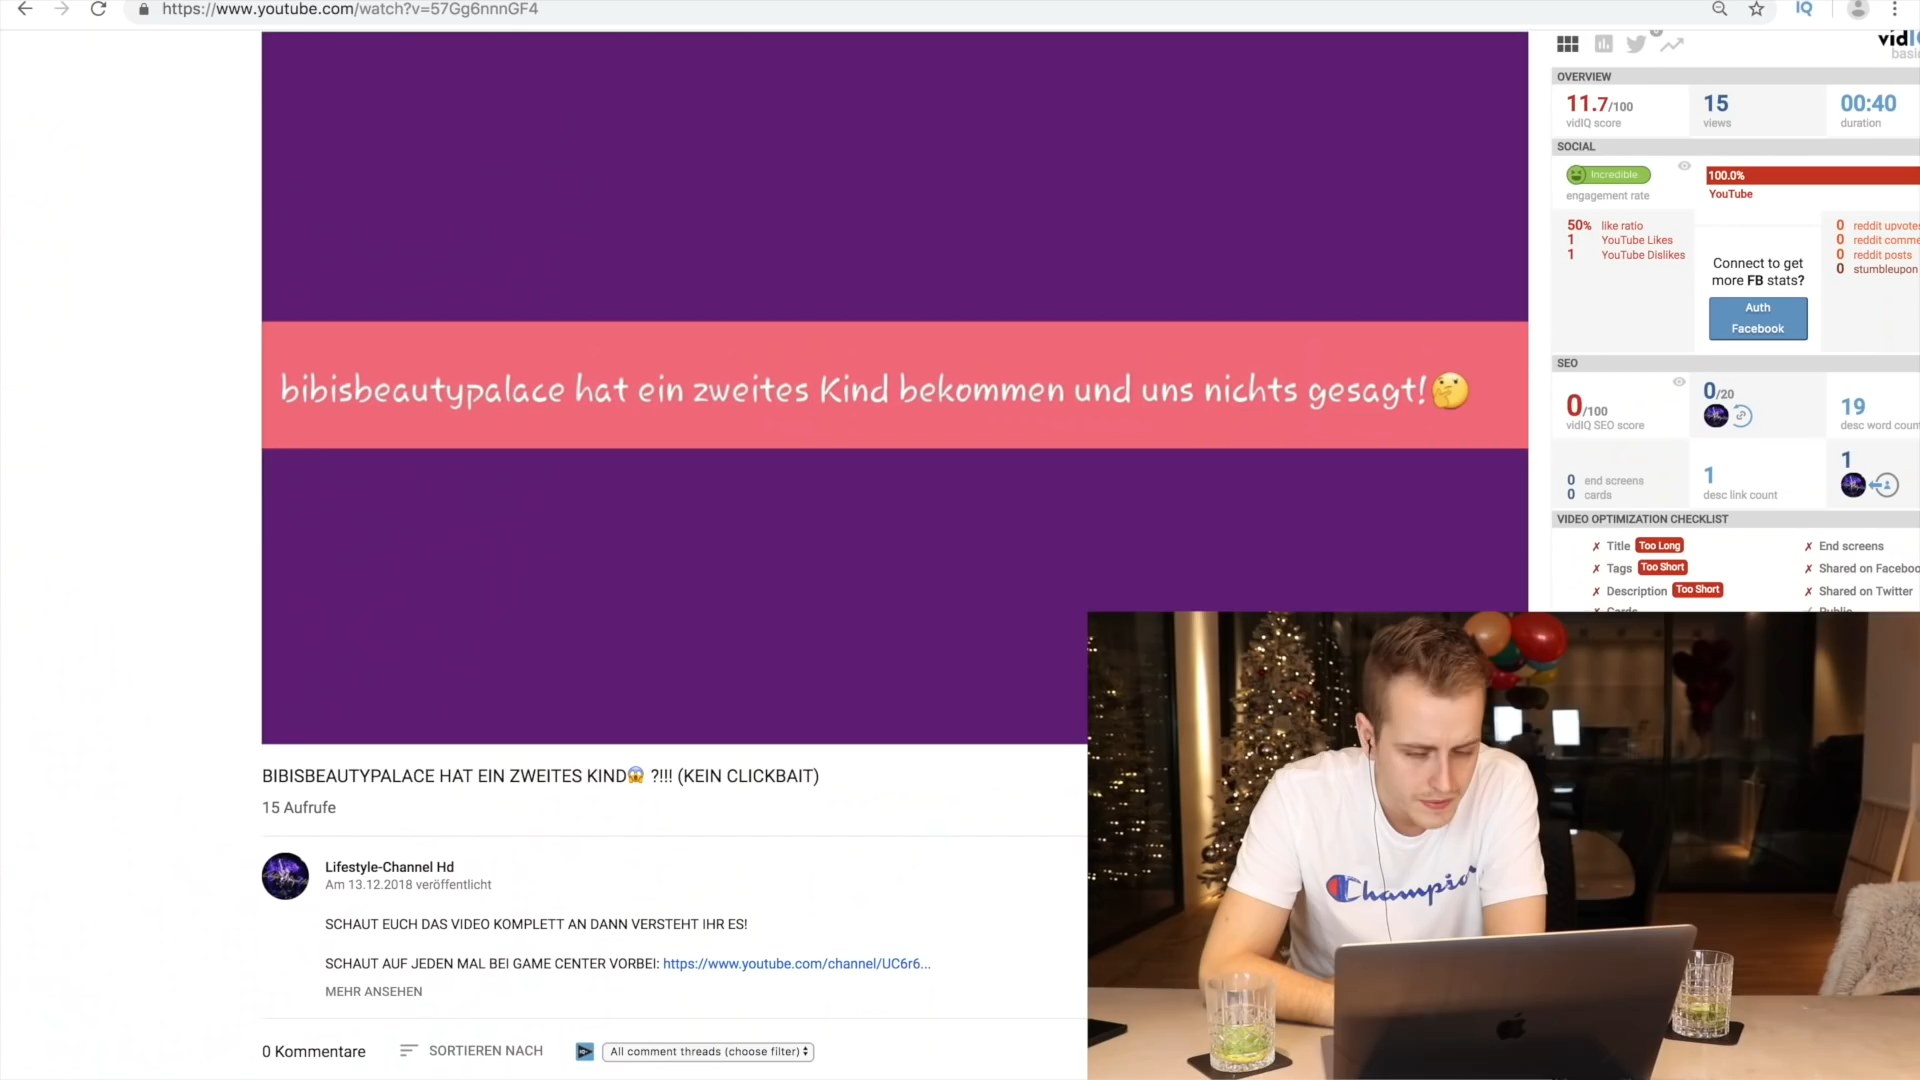 https://www.youtube.com/watch?v=57Gg6nnnGF4
IQ
bibisbeautypalace hat ein zweites Kind bekommen und uns nichts gesagt!🤔
BIBISBEAUTYPALACE HAT EIN ZWEITES KIND😱 ?!!! (KEIN CLICKBAIT)
15 Aufrufe
Lifestyle-Channel Hd
Am 13.12.2018 veröffentlicht
SCHAUT EUCH DAS VIDEO KOMPLETT AN DANN VERSTEHT IHR ES!
SCHAUT AUF JEDEN MAL BEI GAME CENTER VORBEI: https://www.youtube.com/channel/UC6r6...
MEHR ANSEHEN
0 Kommentare
SORTIEREN NACH
All comment threads (choose filter)
vidI
basic
OVERVIEW
11.7/100
vidIQ score
15
views
00:40
duration
SOCIAL
Incredible
engagement rate
100.0%
YouTube
50% like ratio
1 YouTube Likes
1 YouTube Dislikes
Connect to get
more FB stats?
Auth
Facebook
0 reddit upvotes
0 reddit comme
0 reddit posts
0 stumbleupon
SEO
0/100
vidIQ SEO score
0/20
19
desc word count
0 end screens
0 cards
1
desc link count
1
VIDEO OPTIMIZATION CHECKLIST
✗ Title Too Long
✗ Tags Too Short
✗ Description Too Short
✗ Cards
✗ End screens
✗ Shared on Faceboo
✗ Shared on Twitter
✓ Public
Champion